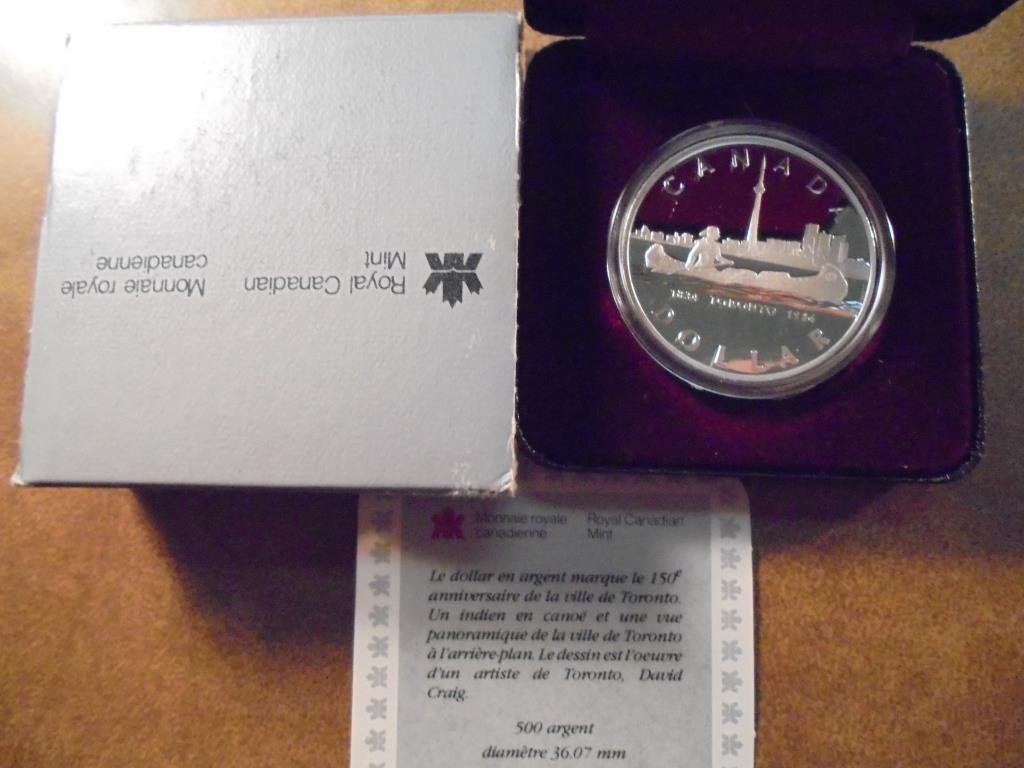 Royal Canadian
Mint
Monnaie royale
canadienne,
CANADA
1834 TORONTO 1984
DOLLAR
Monnaie royale
canadienne
Royal Canadian
Mint
Le dollar en argent marque le 150e
anniversaire de la ville de Toronto.
Un indien en canoë et une vue
panoramique de la ville de Toronto
à l'arrière-plan. Le dessin est l'oeuvre
d'un artiste de Toronto, David
Craig.
500 argent
diamètre 36.07 mm